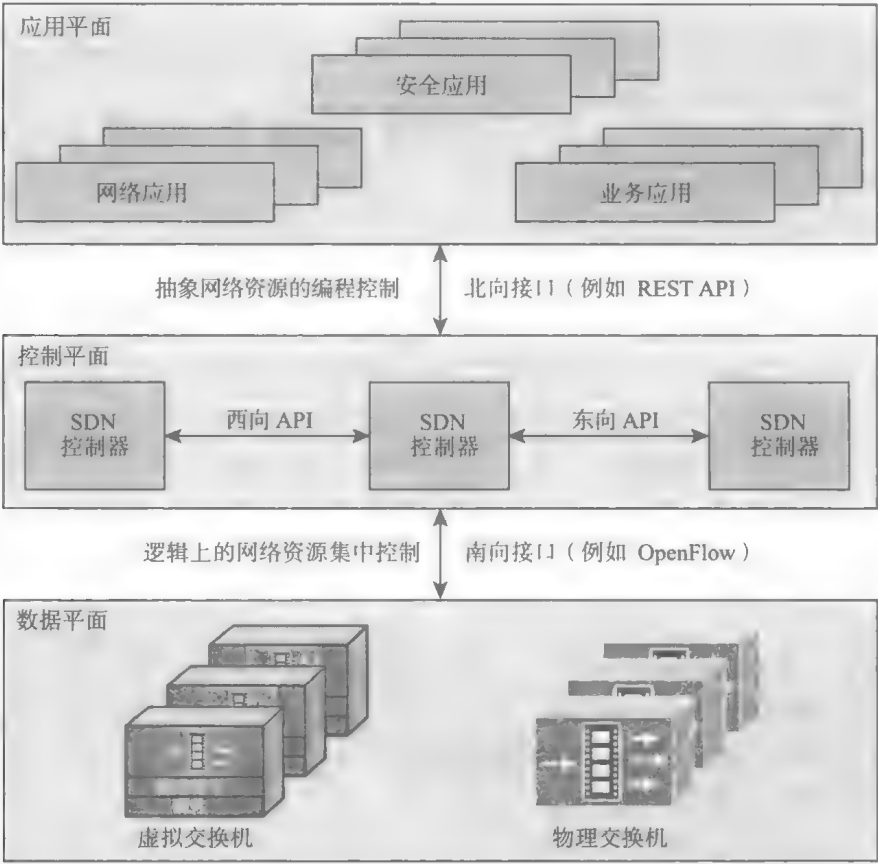 应用平面
安全应用
网络应用
业务应用
抽象网络资源的编程控制
北向接口（例如 REST API）
控制平面
SDN
控制器
西向 API
SDN
控制器
东向 API
SDN
控制器
逻辑上的网络资源集中控制
南向接口（例如 OpenFlow）
数据平面
虚拟交换机
物理交换机